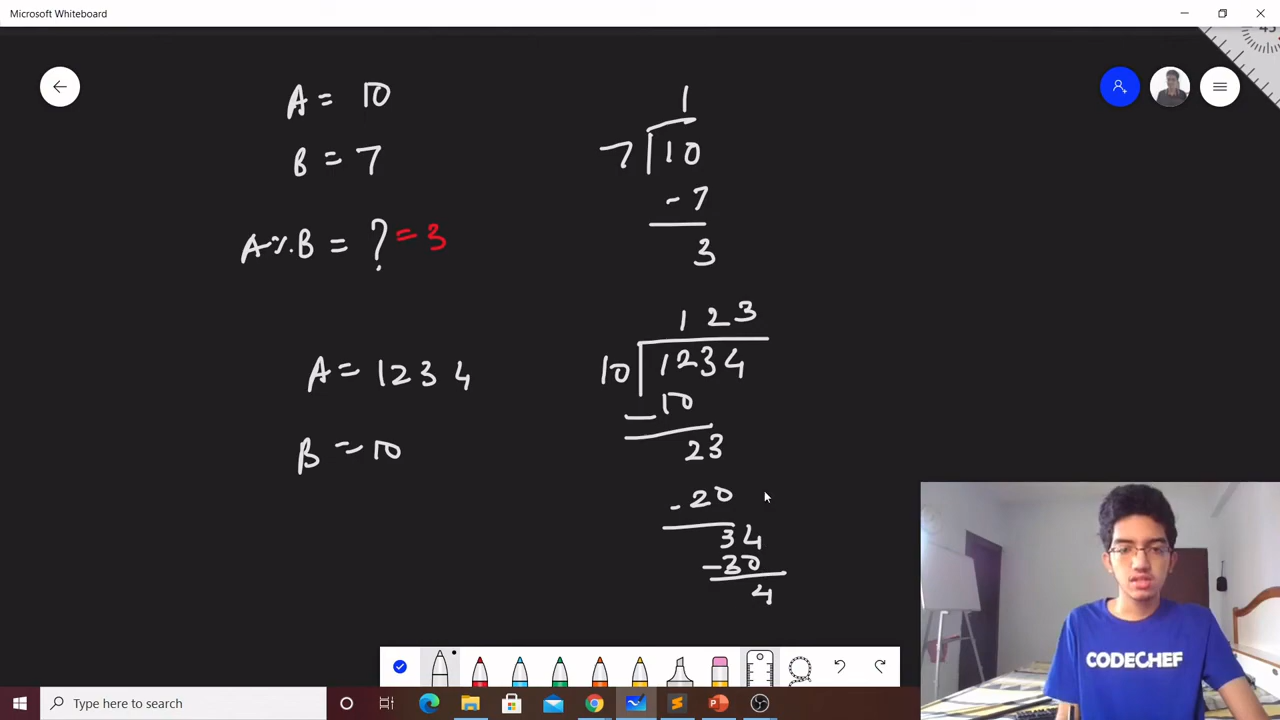 Microsoft Whiteboard
A = 10
B = 7
A%B = ? = 3
1
7 10
- 7
3
A = 1234
B = 10
123
10 1234
- 10
23
- 20
34
- 30
4
45
CODECHEF
Type here to search